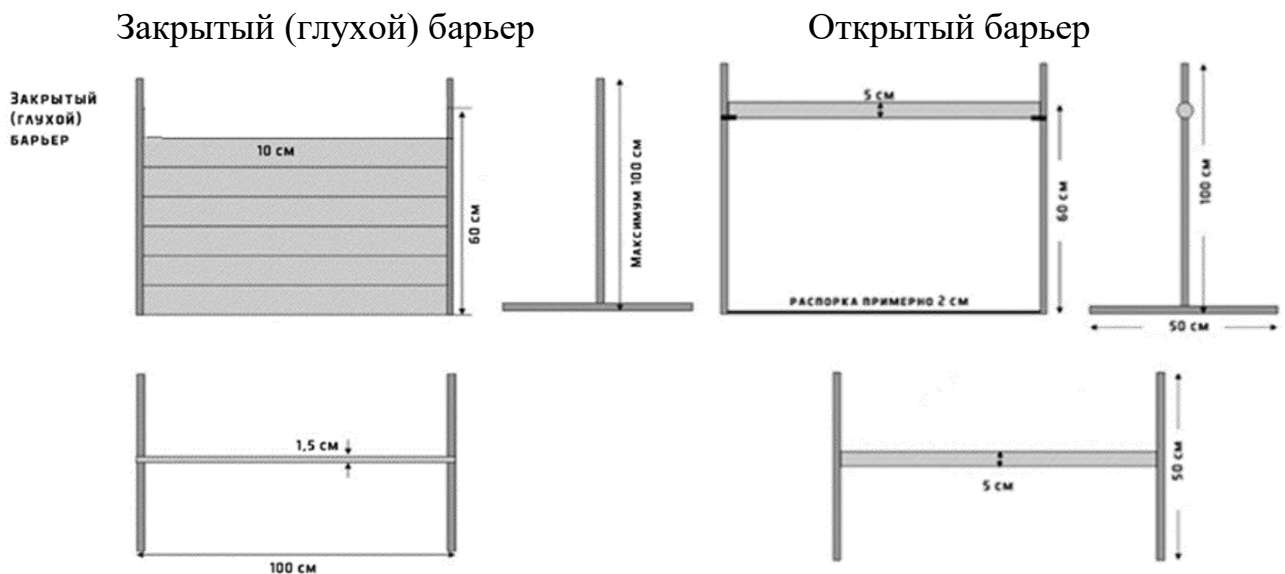 Закрытый (глухой) барьер
Открытый барьер
Закрытый
(глухой)
барьер
10 см
60 см
Максимум 100 см
5 см
60 см
распорка примерно 2 см
100 см
50 см
1,5 см
100 см
5 см
50 см